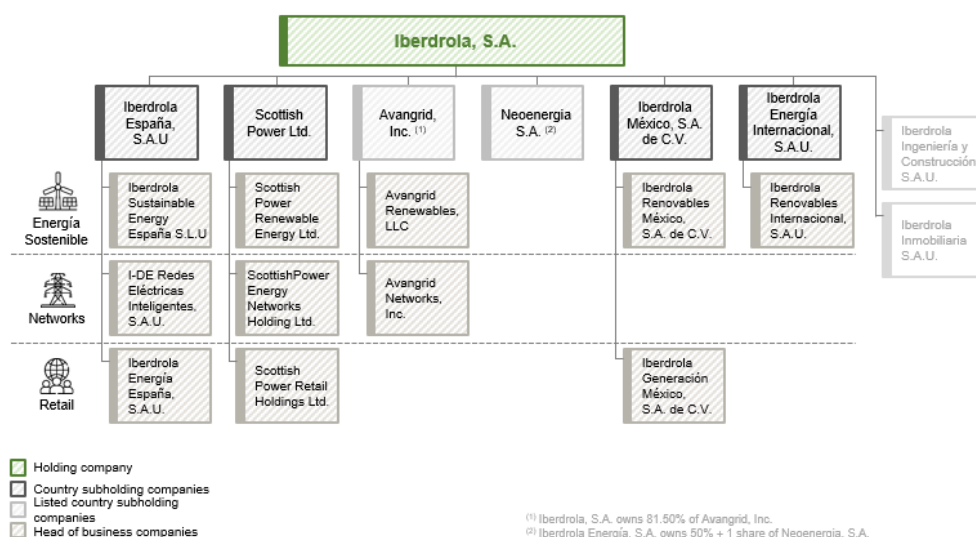 Iberdrola, S.A.
Iberdrola
España,
S.A.U
Scottish
Power Ltd.
Avangrid,
Inc. (1)
Neoenergia
S.A. (2)
Iberdrola
México, S.A.
de C.V.
Iberdrola
Energía
Internacional,
S.A.U.
Iberdrola
Ingeniería y
Construcción
S.A.U.
Iberdrola
Inmobiliaria
S.A.U.
Energía
Sostenible
Iberdrola
Sustainable
Energy
España S.L.U
Scottish
Power
Renewable
Energy Ltd.
Avangrid
Renewables,
LLC
Iberdrola
Renovables
México,
S.A. de C.V.
Iberdrola
Renovables
Internacional,
S.A.U.
Networks
I-DE Redes
Eléctricas
Inteligentes,
S.A.U.
ScottishPower
Energy
Networks
Holding Ltd.
Avangrid
Networks,
Inc.
Retail
Iberdrola
Energía
España,
S.A.U.
Scottish
Power Retail
Holdings Ltd.
Iberdrola
Generación
México,
S.A. de C.V.
Holding company
Country subholding companies
Listed country subholding
companies
Head of business companies
(1) Iberdrola, S.A. owns 81.50% of Avangrid, Inc.
(2) Iberdrola Energía, S.A. owns 50% + 1 share of Neoenergia, S.A.